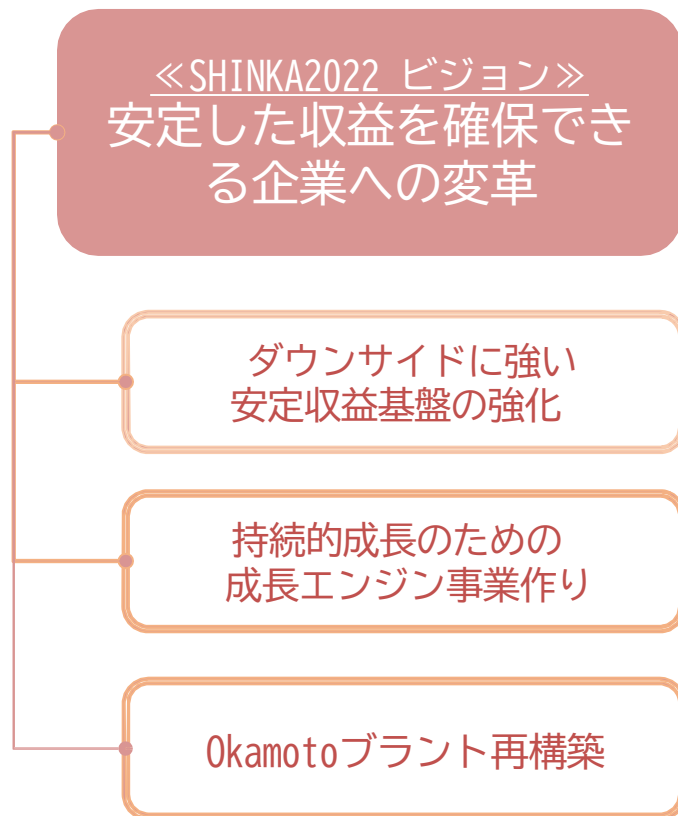 ≪SHINKA2022 ビジョン≫
安定した収益を確保でき
る企業への変革
ダウンサイドに強い
安定収益基盤の強化
持続的成長のための
成長エンジン事業作り
Okamotoブラント再構築